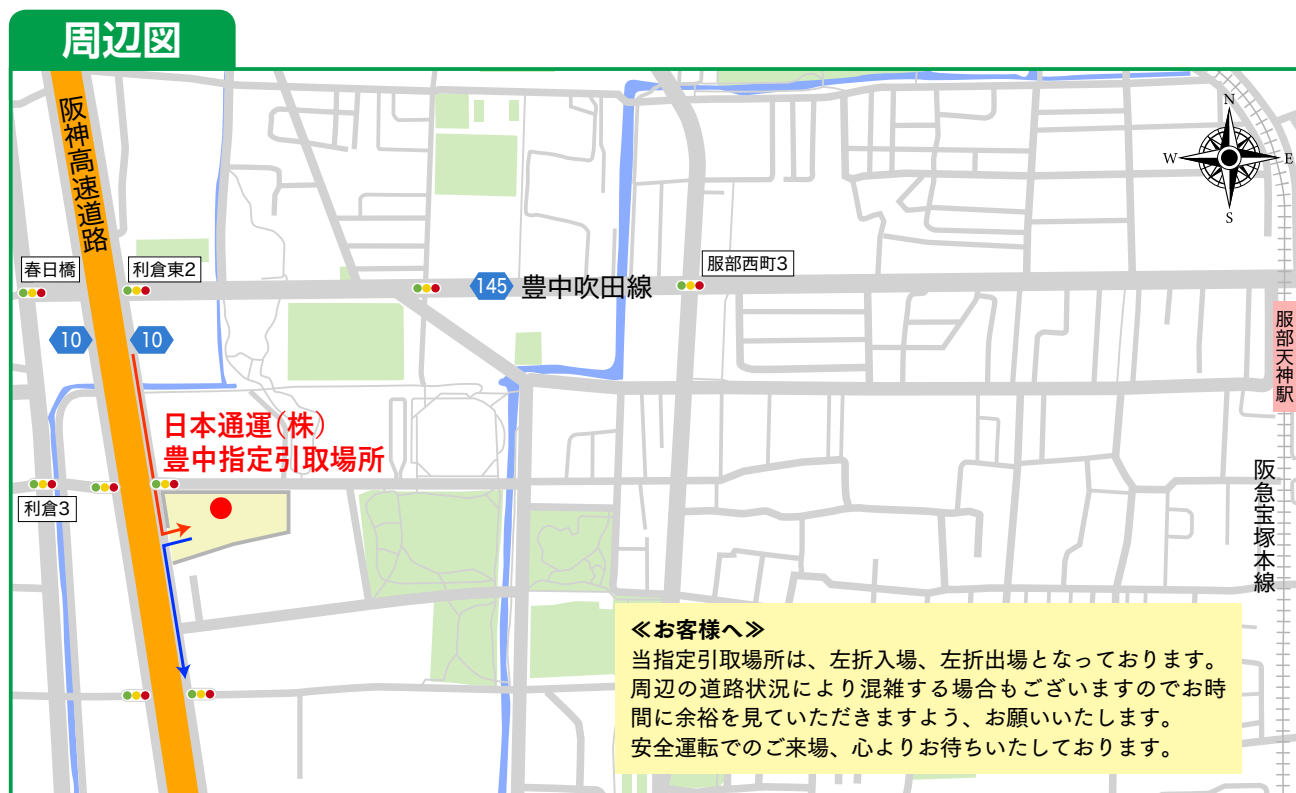 周辺図
阪神高速道路
N
W
E
S
春日橋
利倉東2
145
豊中吹田線
服部西町3
10
10
服部天神駅
日本通運(株)
豊中指定引取場所
利倉3
阪急宝塚本線
≪お客様へ≫
当指定引取場所は、左折入場、左折出場となっております。
周辺の道路状況により混雑する場合もございますのでお時
間に余裕を見ていただきますよう、お願いいたします。
安全運転でのご来場、心よりお待ちいたしております。